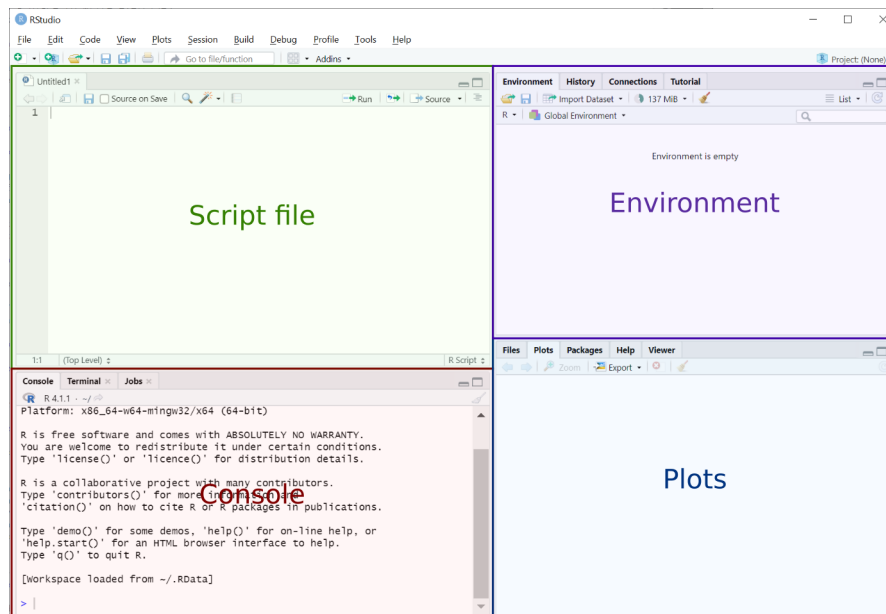 RStudio
File Edit Code View Plots Session Build Debug Profile Tools Help
Go to file/function Addins Project: (None)
Untitled1
Source on Save Run Source
1
Script file
1:1 (Top Level) R Script
Environment History Connections Tutorial
Import Dataset 137 MiB List
R Global Environment
Environment is empty
Environment
Console Terminal Jobs
R 4.1.1 · ~/
Platform: x86_64-w64-mingw32/x64 (64-bit)
R is free software and comes with ABSOLUTELY NO WARRANTY.
You are welcome to redistribute it under certain conditions.
Type 'license()' or 'licence()' for distribution details.
R is a collaborative project with many contributors.
Type 'contributors()' for more information and
'citation()' on how to cite R or R packages in publications.
Console
Type 'demo()' for some demos, 'help()' for on-line help, or
'help.start()' for an HTML browser interface to help.
Type 'q()' to quit R.
[Workspace loaded from ~/.RData]
>
Files Plots Packages Help Viewer
Zoom Export
Plots